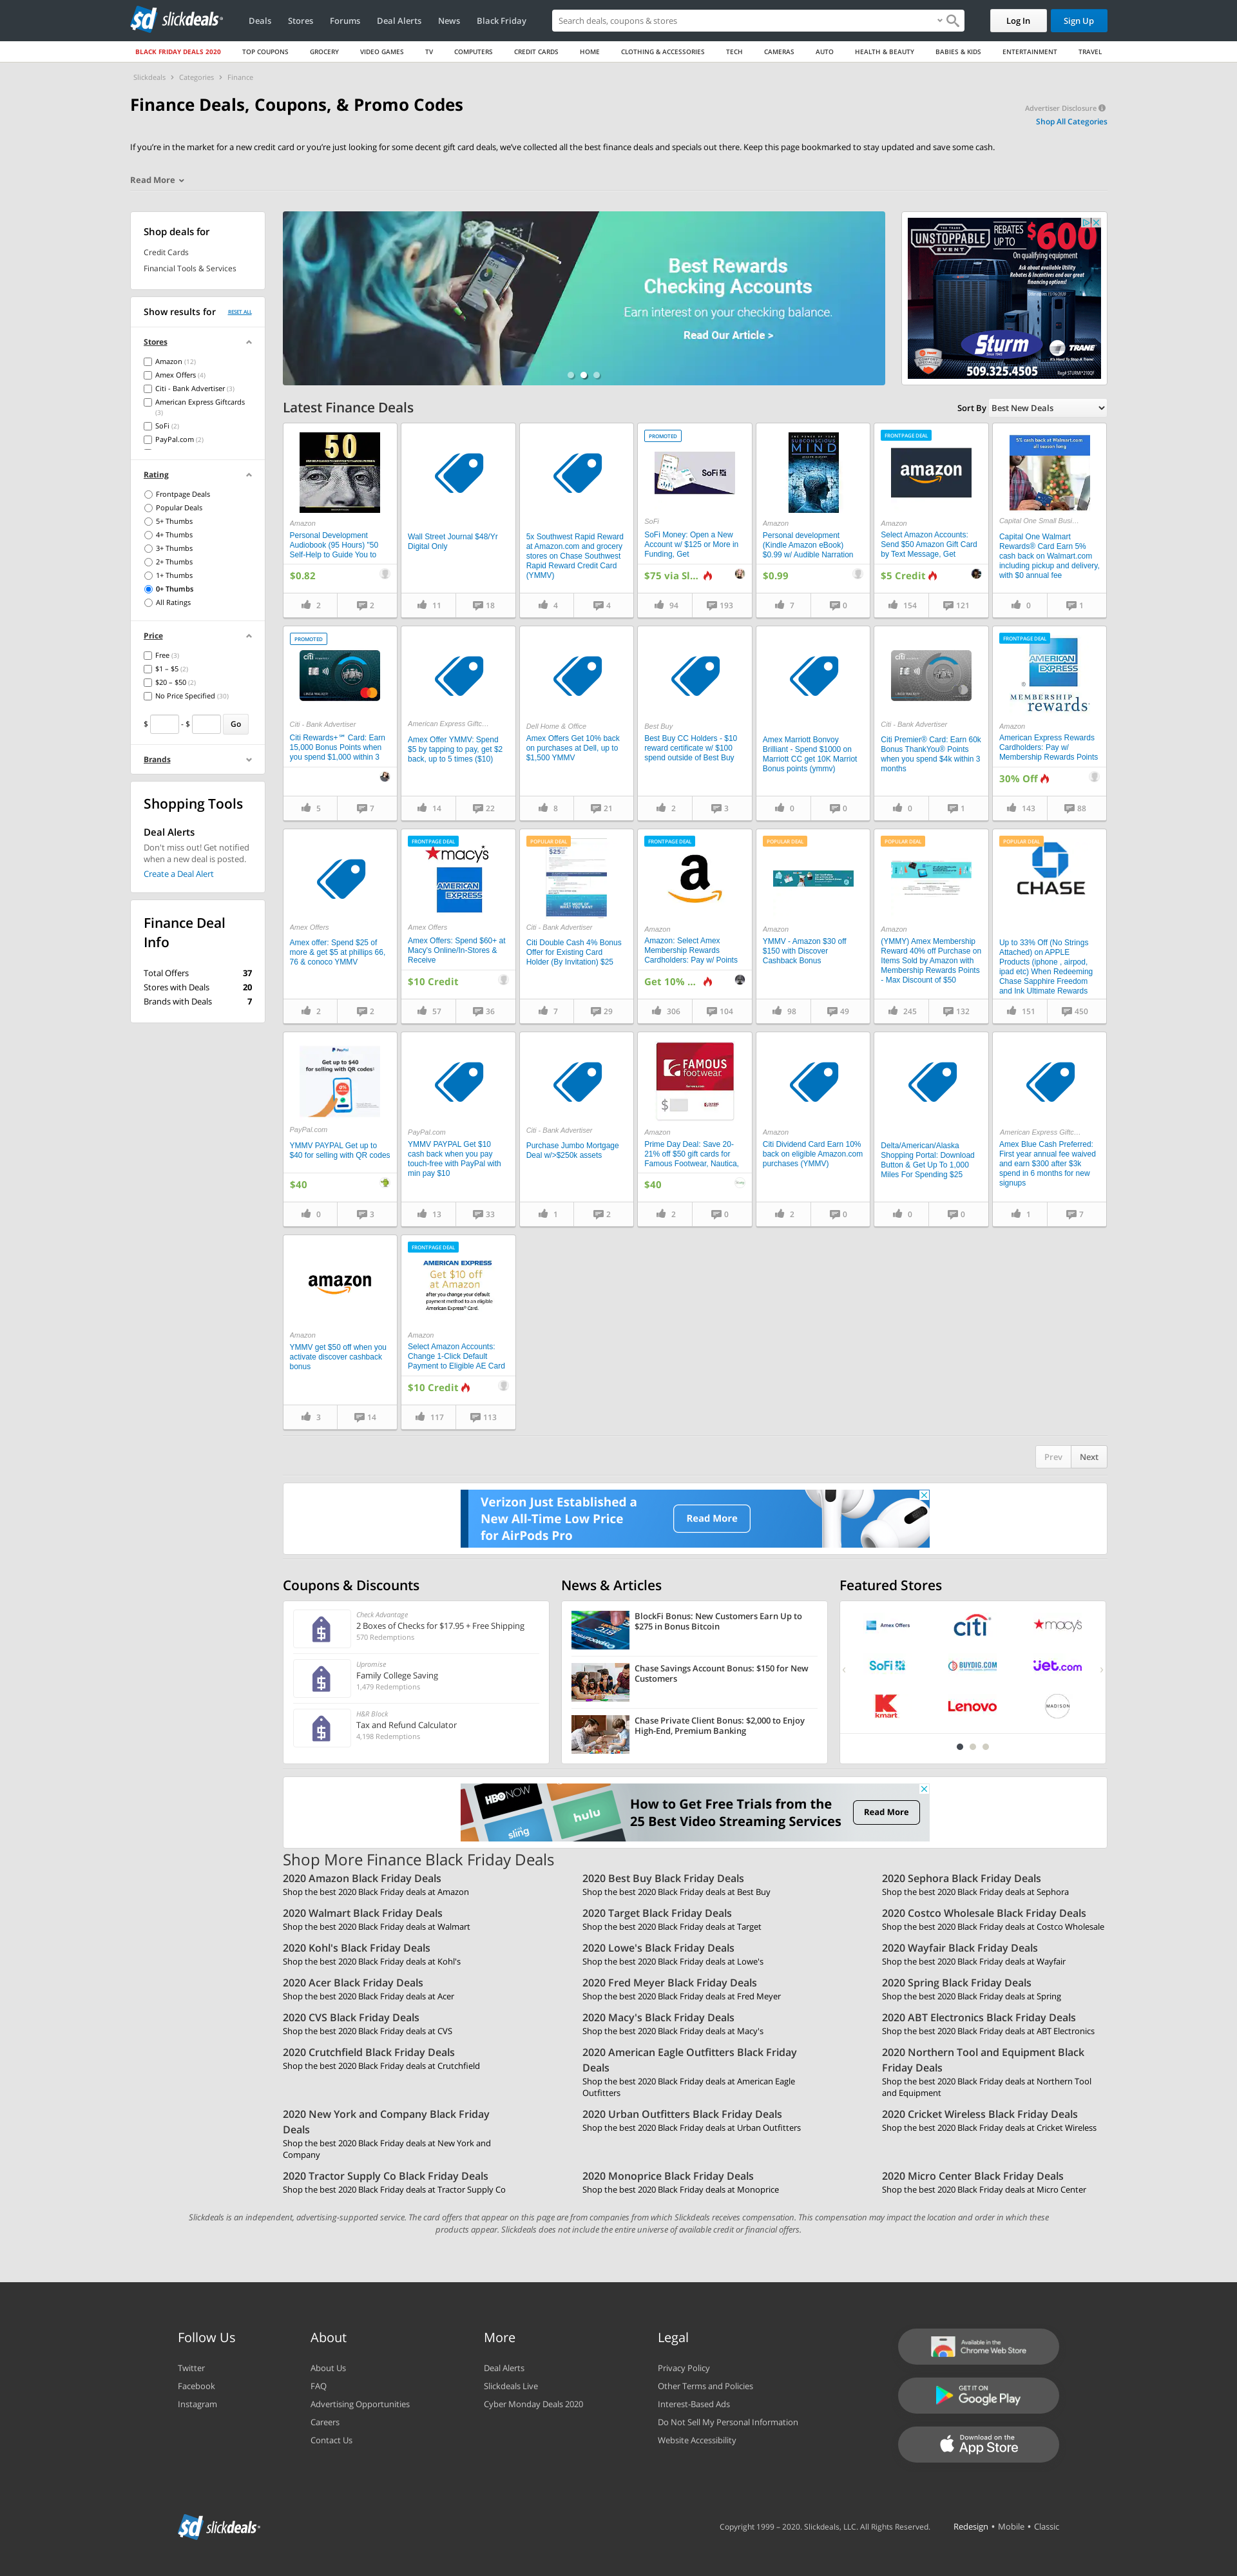 slickdeals
Deals
Stores
Forums
Deal Alerts
News
Black Friday
Search deals, coupons & stores
Log In
Sign Up
BLACK FRIDAY DEALS 2020
TOP COUPONS
GROCERY
VIDEO GAMES
TV
COMPUTERS
CREDIT CARDS
HOME
CLOTHING & ACCESSORIES
TECH
CAMERAS
AUTO
HEALTH & BEAUTY
BABIES & KIDS
ENTERTAINMENT
TRAVEL
Slickdeals > Categories > Finance
Finance Deals, Coupons, & Promo Codes
Advertiser Disclosure
Shop All Categories
If you're in the market for a new credit card or you're just looking for some decent gift card deals, we've collected all the best finance deals and specials out there. Keep this page bookmarked to stay updated and save some cash.
Read More
Shop deals for
Credit Cards
Financial Tools & Services
Show results for
RESET ALL
Stores
Amazon (12)
Amex Offers (4)
Citi - Bank Advertiser (3)
American Express Giftcards
(3)
SoFi (2)
PayPal.com (2)
Rating
Frontpage Deals
Popular Deals
5+ Thumbs
4+ Thumbs
3+ Thumbs
2+ Thumbs
1+ Thumbs
0+ Thumbs
All Ratings
Price
Free (3)
$1 – $5 (2)
$20 – $50 (2)
No Price Specified (30)
$ - $ Go
Brands
Shopping Tools
Deal Alerts
Don't miss out! Get notified
when a new deal is posted.
Create a Deal Alert
Finance Deal
Info
Total Offers 37
Stores with Deals 20
Brands with Deals 7
Best Rewards
Checking Accounts
Earn interest on your checking balance.
Read Our Article >
UNSTOPPABLE
EVENT
REBATES
UP TO $600
On qualifying equipment
Sturm
TRANE
509.325.4505
Latest Finance Deals
Sort By Best New Deals
50
Amazon
Personal Development
Audiobook (95 Hours) "50
Self-Help to Guide You to
$0.82
2 2
Wall Street Journal $48/Yr
Digital Only
11 18
5x Southwest Rapid Reward
at Amazon.com and grocery
stores on Chase Southwest
Rapid Reward Credit Card
(YMMV)
4 4
PROMOTED
SoFi
SoFi
SoFi Money: Open a New
Account w/ $125 or More in
Funding, Get
$75 via Sl...
94 193
MIND
Amazon
Personal development
(Kindle Amazon eBook)
$0.99 w/ Audible Narration
$0.99
7 0
FRONTPAGE DEAL
amazon
Amazon
Select Amazon Accounts:
Send $50 Amazon Gift Card
by Text Message, Get
$5 Credit
154 121
5% cash back at Walmart.com
all season long
Capital One Small Busi...
Capital One Walmart
Rewards® Card Earn 5%
cash back on Walmart.com
including pickup and delivery,
with $0 annual fee
0 1
PROMOTED
citi
Citi - Bank Advertiser
Citi Rewards+℠ Card: Earn
15,000 Bonus Points when
you spend $1,000 within 3
5 7
American Express Giftc...
Amex Offer YMMV: Spend
$5 by tapping to pay, get $2
back, up to 5 times ($10)
14 22
Dell Home & Office
Amex Offers Get 10% back
on purchases at Dell, up to
$1,500 YMMV
8 21
Best Buy
Best Buy CC Holders - $10
reward certificate w/ $100
spend outside of Best Buy
2 3
Amex Marriott Bonvoy
Brilliant - Spend $1000 on
Marriott CC get 10K Marriot
Bonus points (ymmv)
0 0
citi
Citi - Bank Advertiser
Citi Premier® Card: Earn 60k
Bonus ThankYou® Points
when you spend $4k within 3
months
0 1
FRONTPAGE DEAL
AMERICAN EXPRESS
MEMBERSHIP
rewards
Amazon
American Express Rewards
Cardholders: Pay w/
Membership Rewards Points
30% Off
143 88
Amex Offers
Amex offer: Spend $25 of
more & get $5 at phillips 66,
76 & conoco YMMV
2 2
FRONTPAGE DEAL
macy's
AMERICAN EXPRESS
Amex Offers
Amex Offers: Spend $60+ at
Macy's Online/In-Stores &
Receive
$10 Credit
57 36
POPULAR DEAL
Citi - Bank Advertiser
Citi Double Cash 4% Bonus
Offer for Existing Card
Holder (By Invitation) $25
7 29
FRONTPAGE DEAL
a
Amazon
Amazon: Select Amex
Membership Rewards
Cardholders: Pay w/ Points
Get 10% ...
306 104
POPULAR DEAL
Amazon
YMMV - Amazon $30 off
$150 with Discover
Cashback Bonus
98 49
POPULAR DEAL
Amazon
(YMMY) Amex Membership
Reward 40% off Purchase on
Items Sold by Amazon with
Membership Rewards Points
- Max Discount of $50
245 132
POPULAR DEAL
CHASE
Up to 33% Off (No Strings
Attached) on APPLE
Products (iphone , airpod,
ipad etc) When Redeeming
Chase Sapphire Freedom
and Ink Ultimate Rewards
151 450
PayPal
Get up to $40
for selling with QR codes
PayPal.com
YMMV PAYPAL Get up to
$40 for selling with QR codes
$40
0 3
PayPal.com
YMMV PAYPAL Get $10
cash back when you pay
touch-free with PayPal with
min pay $10
13 33
Citi - Bank Advertiser
Purchase Jumbo Mortgage
Deal w/>$250k assets
1 2
FAMOUS
footwear
$
Amazon
Prime Day Deal: Save 20-
21% off $50 gift cards for
Famous Footwear, Nautica,
$40
2 0
Amazon
Citi Dividend Card Earn 10%
back on eligible Amazon.com
purchases (YMMV)
2 0
Delta/American/Alaska
Shopping Portal: Download
Button & Get Up To 1,000
Miles For Spending $25
0 0
American Express Giftc...
Amex Blue Cash Preferred:
First year annual fee waived
and earn $300 after $3k
spend in 6 months for new
signups
1 7
amazon
Amazon
YMMV get $50 off when you
activate discover cashback
bonus
3 14
FRONTPAGE DEAL
AMERICAN EXPRESS
Get $10 off
at Amazon
after you change your default
payment method to an eligible
American Express® Card.
Amazon
Select Amazon Accounts:
Change 1-Click Default
Payment to Eligible AE Card
$10 Credit
117 113
Prev
Next
Verizon Just Established a
New All-Time Low Price
for AirPods Pro
Read More
Coupons & Discounts
Check Advantage
2 Boxes of Checks for $17.95 + Free Shipping
570 Redemptions
Upromise
Family College Saving
1,479 Redemptions
H&R Block
Tax and Refund Calculator
4,198 Redemptions
News & Articles
BlockFi Bonus: New Customers Earn Up to
$275 in Bonus Bitcoin
Chase Savings Account Bonus: $150 for New
Customers
Chase Private Client Bonus: $2,000 to Enjoy
High-End, Premium Banking
Featured Stores
Amex Offers
citi
macy's
SoFi
BUYDIG.COM
jet.com
kmart
Lenovo
MADISON
HBO NOW
sling
hulu
How to Get Free Trials from the
25 Best Video Streaming Services
Read More
Shop More Finance Black Friday Deals
2020 Amazon Black Friday Deals
Shop the best 2020 Black Friday deals at Amazon
2020 Best Buy Black Friday Deals
Shop the best 2020 Black Friday deals at Best Buy
2020 Sephora Black Friday Deals
Shop the best 2020 Black Friday deals at Sephora
2020 Walmart Black Friday Deals
Shop the best 2020 Black Friday deals at Walmart
2020 Target Black Friday Deals
Shop the best 2020 Black Friday deals at Target
2020 Costco Wholesale Black Friday Deals
Shop the best 2020 Black Friday deals at Costco Wholesale
2020 Kohl's Black Friday Deals
Shop the best 2020 Black Friday deals at Kohl's
2020 Lowe's Black Friday Deals
Shop the best 2020 Black Friday deals at Lowe's
2020 Wayfair Black Friday Deals
Shop the best 2020 Black Friday deals at Wayfair
2020 Acer Black Friday Deals
Shop the best 2020 Black Friday deals at Acer
2020 Fred Meyer Black Friday Deals
Shop the best 2020 Black Friday deals at Fred Meyer
2020 Spring Black Friday Deals
Shop the best 2020 Black Friday deals at Spring
2020 CVS Black Friday Deals
Shop the best 2020 Black Friday deals at CVS
2020 Macy's Black Friday Deals
Shop the best 2020 Black Friday deals at Macy's
2020 ABT Electronics Black Friday Deals
Shop the best 2020 Black Friday deals at ABT Electronics
2020 Crutchfield Black Friday Deals
Shop the best 2020 Black Friday deals at Crutchfield
2020 American Eagle Outfitters Black Friday
Deals
Shop the best 2020 Black Friday deals at American Eagle
Outfitters
2020 Northern Tool and Equipment Black
Friday Deals
Shop the best 2020 Black Friday deals at Northern Tool
and Equipment
2020 New York and Company Black Friday
Deals
Shop the best 2020 Black Friday deals at New York and
Company
2020 Urban Outfitters Black Friday Deals
Shop the best 2020 Black Friday deals at Urban Outfitters
2020 Cricket Wireless Black Friday Deals
Shop the best 2020 Black Friday deals at Cricket Wireless
2020 Tractor Supply Co Black Friday Deals
Shop the best 2020 Black Friday deals at Tractor Supply Co
2020 Monoprice Black Friday Deals
Shop the best 2020 Black Friday deals at Monoprice
2020 Micro Center Black Friday Deals
Shop the best 2020 Black Friday deals at Micro Center
Slickdeals is an independent, advertising-supported service. The card offers that appear on this page are from companies from which Slickdeals receives compensation. This compensation may impact the location and order in which these
products appear. Slickdeals does not include the entire universe of available credit or financial offers.
Follow Us
Twitter
Facebook
Instagram
About
About Us
FAQ
Advertising Opportunities
Careers
Contact Us
More
Deal Alerts
Slickdeals Live
Cyber Monday Deals 2020
Legal
Privacy Policy
Other Terms and Policies
Interest-Based Ads
Do Not Sell My Personal Information
Website Accessibility
Available in the
Chrome Web Store
GET IT ON
Google Play
Download on the
App Store
slickdeals
Copyright 1999 – 2020. Slickdeals, LLC. All Rights Reserved.
Redesign • Mobile • Classic